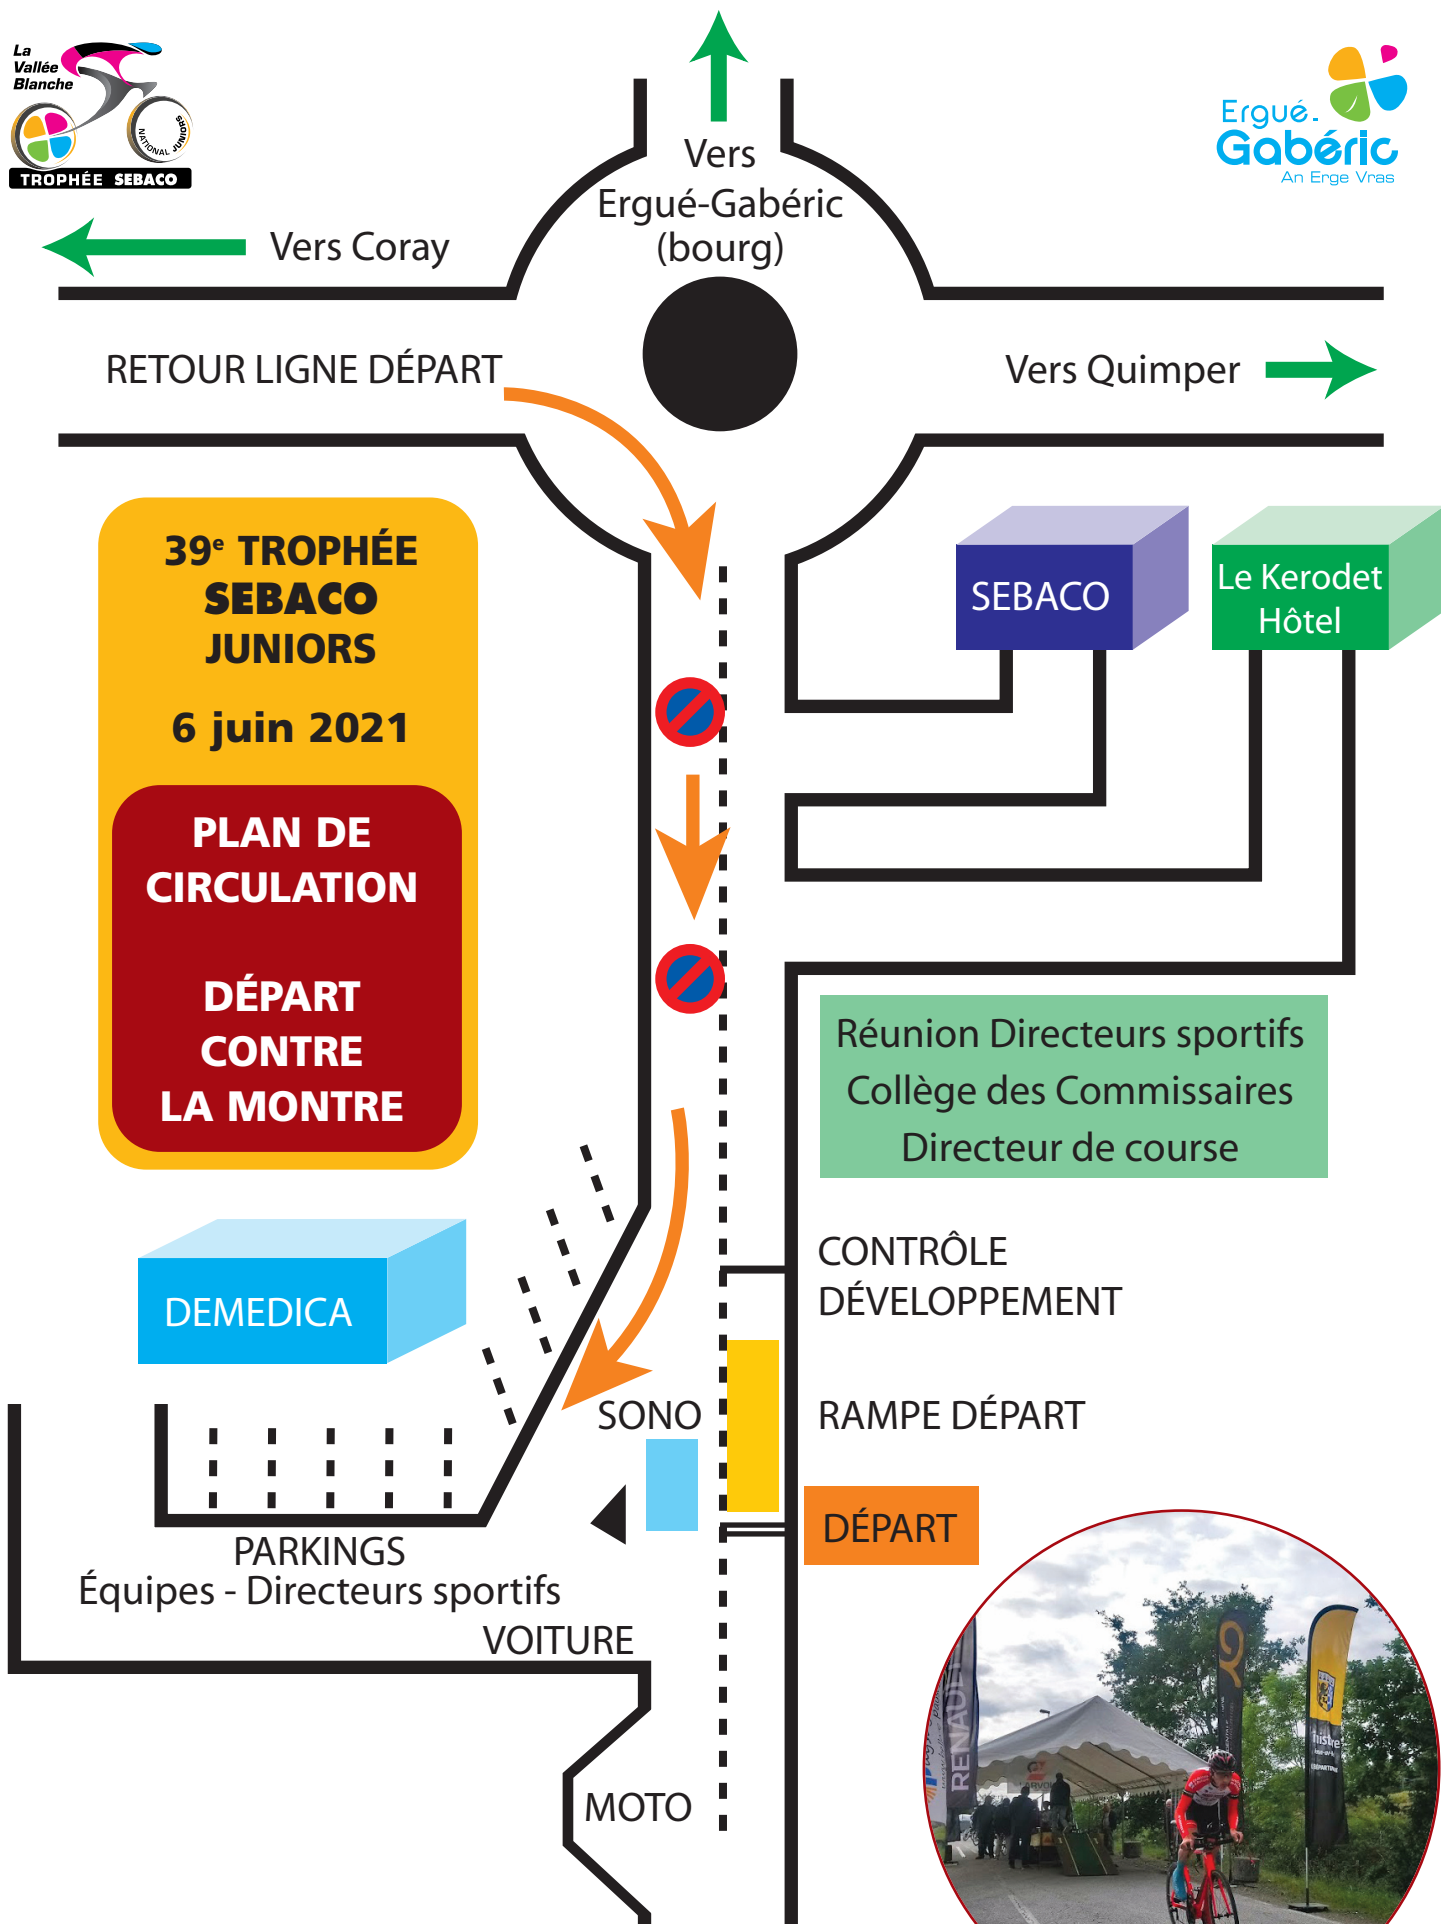 La
Vallée
Blanche
NATIONAL JUNIORS
TROPHÉE SEBACO
Ergué-
Gabéric
An Erge Vras
Vers
Ergué-Gabéric
(bourg)
Vers Coray
RETOUR LIGNE DÉPART
Vers Quimper
39e TROPHÉE
SEBACO
JUNIORS
6 juin 2021
PLAN DE
CIRCULATION
DÉPART
CONTRE
LA MONTRE
SEBACO
Le Kerodet
Hôtel
Réunion Directeurs sportifs
Collège des Commissaires
Directeur de course
CONTRÔLE
DÉVELOPPEMENT
DEMEDICA
SONO
RAMPE DÉPART
DÉPART
PARKINGS
Équipes - Directeurs sportifs
VOITURE
MOTO
RENAULT